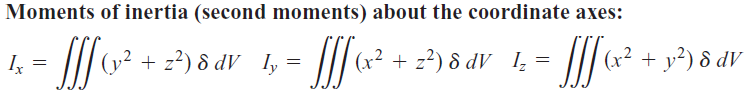 Moments of inertia (second moments) about the coordinate axes:
Iₓ = ∭(y² + z²) δ dV   I_y = ∭(x² + z²) δ dV   I_z = ∭(x² + y²) δ dV